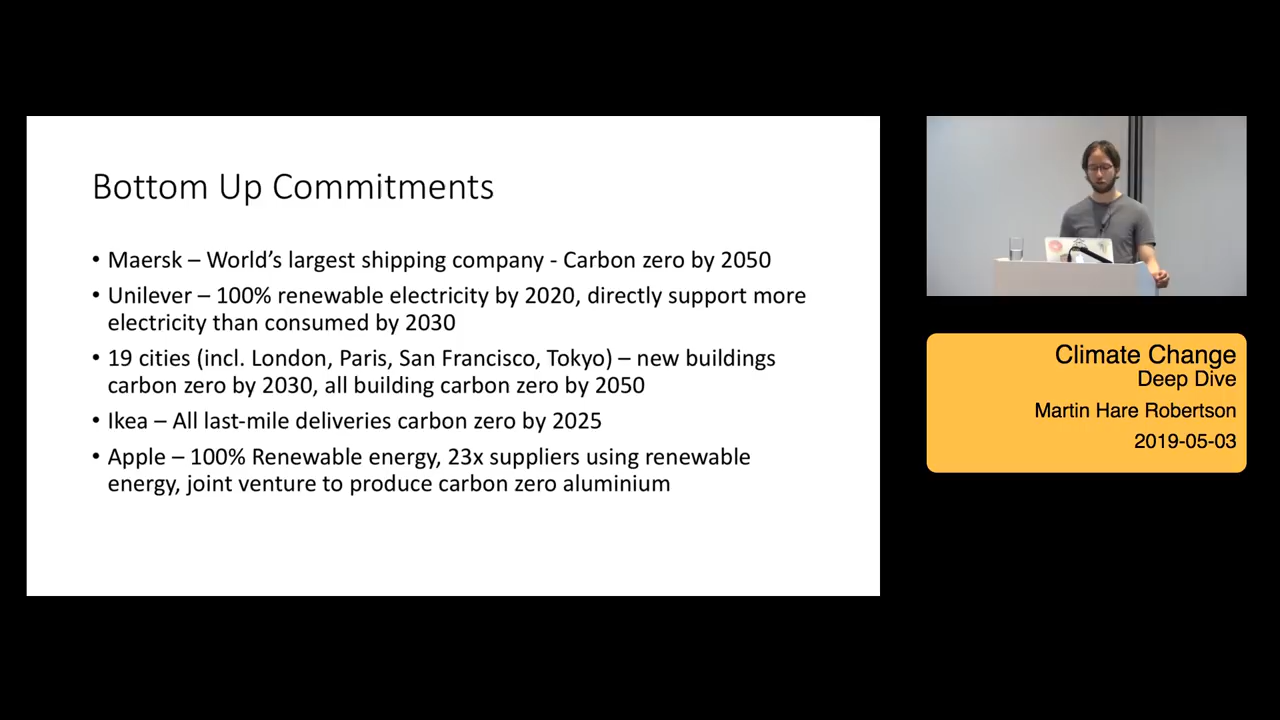 Bottom Up Commitments
• Maersk – World's largest shipping company - Carbon zero by 2050
• Unilever – 100% renewable electricity by 2020, directly support more
electricity than consumed by 2030
• 19 cities (incl. London, Paris, San Francisco, Tokyo) – new buildings
carbon zero by 2030, all building carbon zero by 2050
• Ikea – All last-mile deliveries carbon zero by 2025
• Apple – 100% Renewable energy, 23x suppliers using renewable
energy, joint venture to produce carbon zero aluminium
Climate Change
Deep Dive
Martin Hare Robertson
2019-05-03